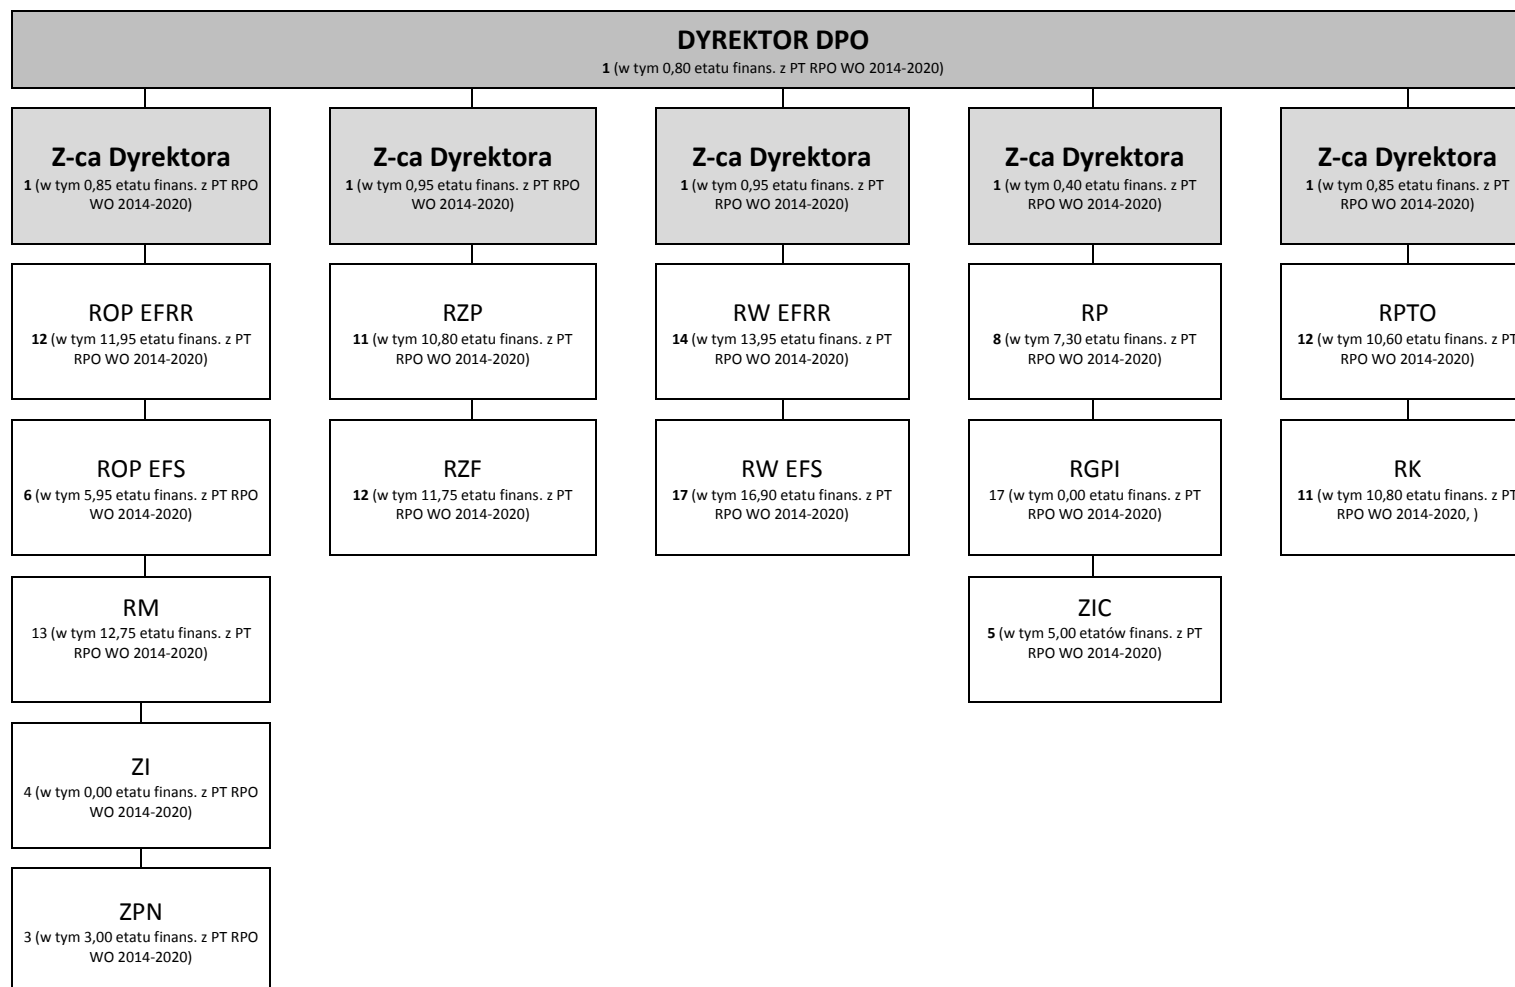 DYREKTOR DPO
1 (w tym 0,80 etatu finans. z PT RPO WO 2014-2020)
Z-ca Dyrektora
1 (w tym 0,85 etatu finans. z PT RPO
WO 2014-2020)
ROP EFRR
12 (w tym 11,95 etatu finans. z PT
RPO WO 2014-2020)
ROP EFS
6 (w tym 5,95 etatu finans. z PT RPO
WO 2014-2020)
RM
13 (w tym 12,75 etatu finans. z PT
RPO WO 2014-2020)
ZI
4 (w tym 0,00 etatu finans. z PT RPO
WO 2014-2020)
ZPN
3 (w tym 3,00 etatu finans. z PT RPO
WO 2014-2020)
Z-ca Dyrektora
1 (w tym 0,95 etatu finans. z PT RPO
WO 2014-2020)
RZP
11 (w tym 10,80 etatu finans. z PT
RPO WO 2014-2020)
RZF
12 (w tym 11,75 etatu finans. z PT
RPO WO 2014-2020)
Z-ca Dyrektora
1 (w tym 0,95 etatu finans. z PT
RPO WO 2014-2020)
RW EFRR
14 (w tym 13,95 etatu finans. z PT
RPO WO 2014-2020)
RW EFS
17 (w tym 16,90 etatu finans. z PT
RPO WO 2014-2020)
Z-ca Dyrektora
1 (w tym 0,40 etatu finans. z PT
RPO WO 2014-2020)
RP
8 (w tym 7,30 etatu finans. z PT
RPO WO 2014-2020)
RGPI
17 (w tym 0,00 etatu finans. z PT
RPO WO 2014-2020)
ZIC
5 (w tym 5,00 etatów finans. z PT
RPO WO 2014-2020)
Z-ca Dyrektora
1 (w tym 0,85 etatu finans. z PT
RPO WO 2014-2020)
RPTO
12 (w tym 10,60 etatu finans. z PT
RPO WO 2014-2020)
RK
11 (w tym 10,80 etatu finans. z PT
RPO WO 2014-2020, )